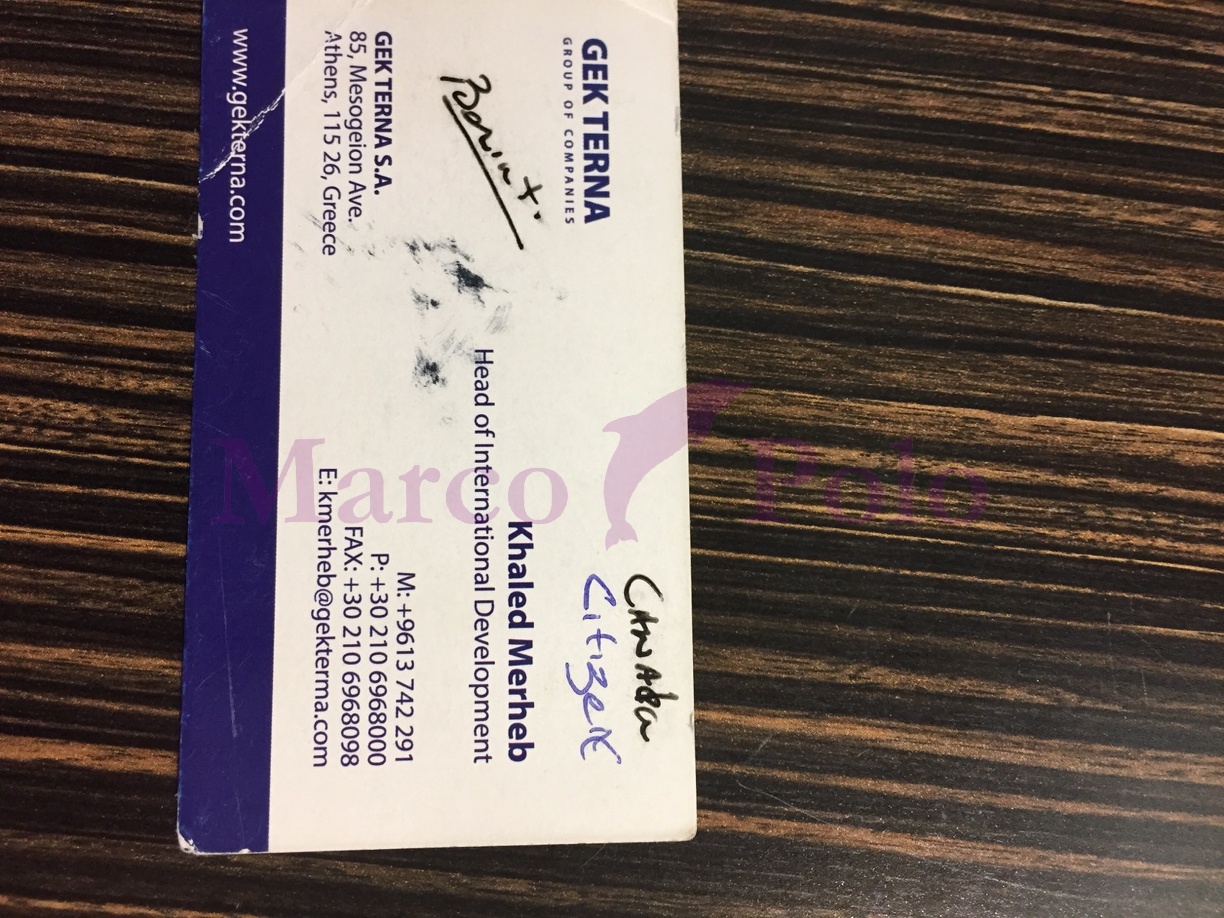 GEK TERNA
GROUP OF COMPANIES
CANADA
Citizen
Khaled Merheb
Head of International Development
GEK TERNA S.A.
85, Mesogeion Ave.
Athens, 115 26, Greece
M: +9613 742 291
P: +30 210 6968000
FAX: +30 210 6968098
E: kmerheb@gekterma.com
www.gekterna.com
Marco Polo